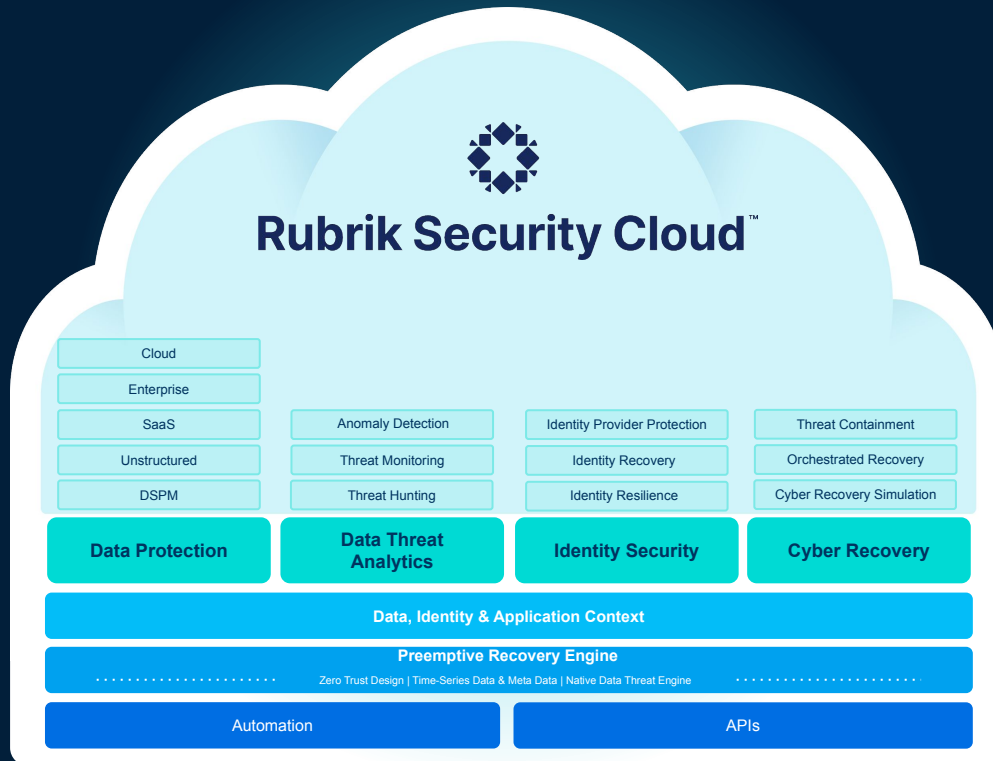 Rubrik Security Cloud™
Cloud
Enterprise
SaaS
Unstructured
DSPM
Anomaly Detection
Threat Monitoring
Threat Hunting
Identity Provider Protection
Identity Recovery
Identity Resilience
Threat Containment
Orchestrated Recovery
Cyber Recovery Simulation
Data Protection
Data Threat
Analytics
Identity Security
Cyber Recovery
Data, Identity & Application Context
Preemptive Recovery Engine
Zero Trust Design | Time-Series Data & Meta Data | Native Data Threat Engine
Automation
APIs